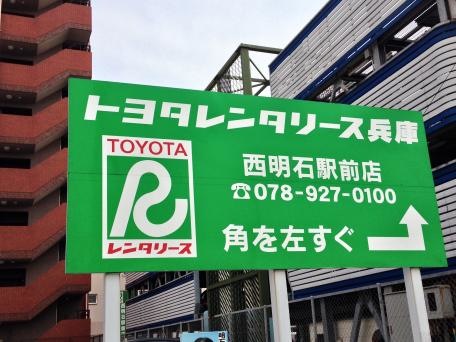 トヨタレンタリース兵庫
TOYOTA
R
レンタリース
西明石駅前店
☎078-927-0100
角を左すぐ